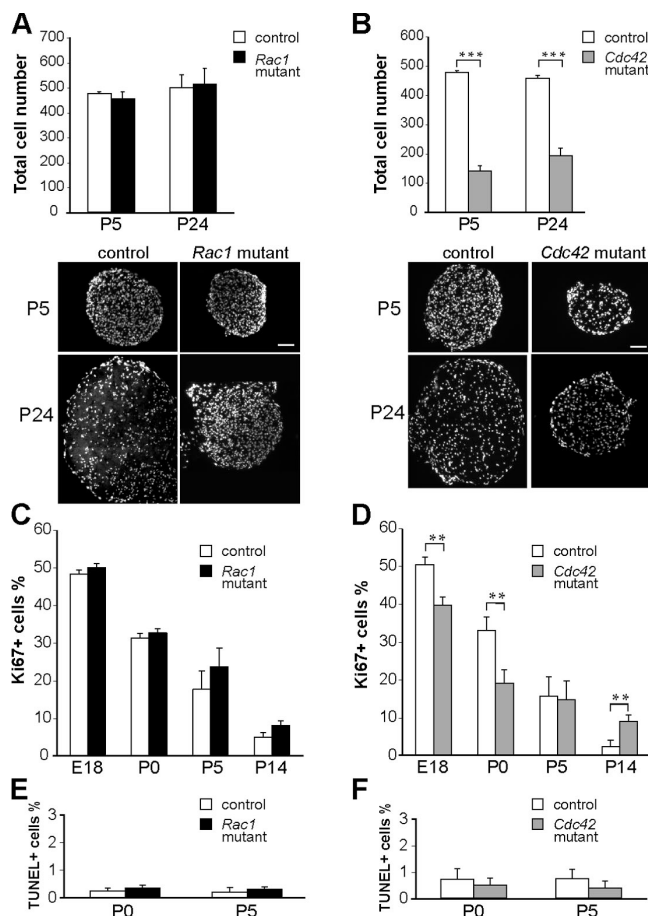 A
700
600
500
400
300
200
100
0
Total cell number
control
Rac1
mutant
P5
P24
control
Rac1 mutant
P5
P24
B
600
500
400
300
200
100
0
Total cell number
control
Cdc42
mutant
***
***
P5
P24
control
Cdc42 mutant
P5
P24
C
60
50
40
30
20
10
0
Ki67+ cells %
control
Rac1
mutant
E18
P0
P5
P14
D
60
50
40
30
20
10
0
Ki67+ cells %
control
Cdc42
mutant
**
**
**
E18
P0
P5
P14
E
3
2
1
0
TUNEL+ cells %
control
Rac1
mutant
P0
P5
F
3
2
1
0
TUNEL+ cells %
control
Cdc42
mutant
P0
P5